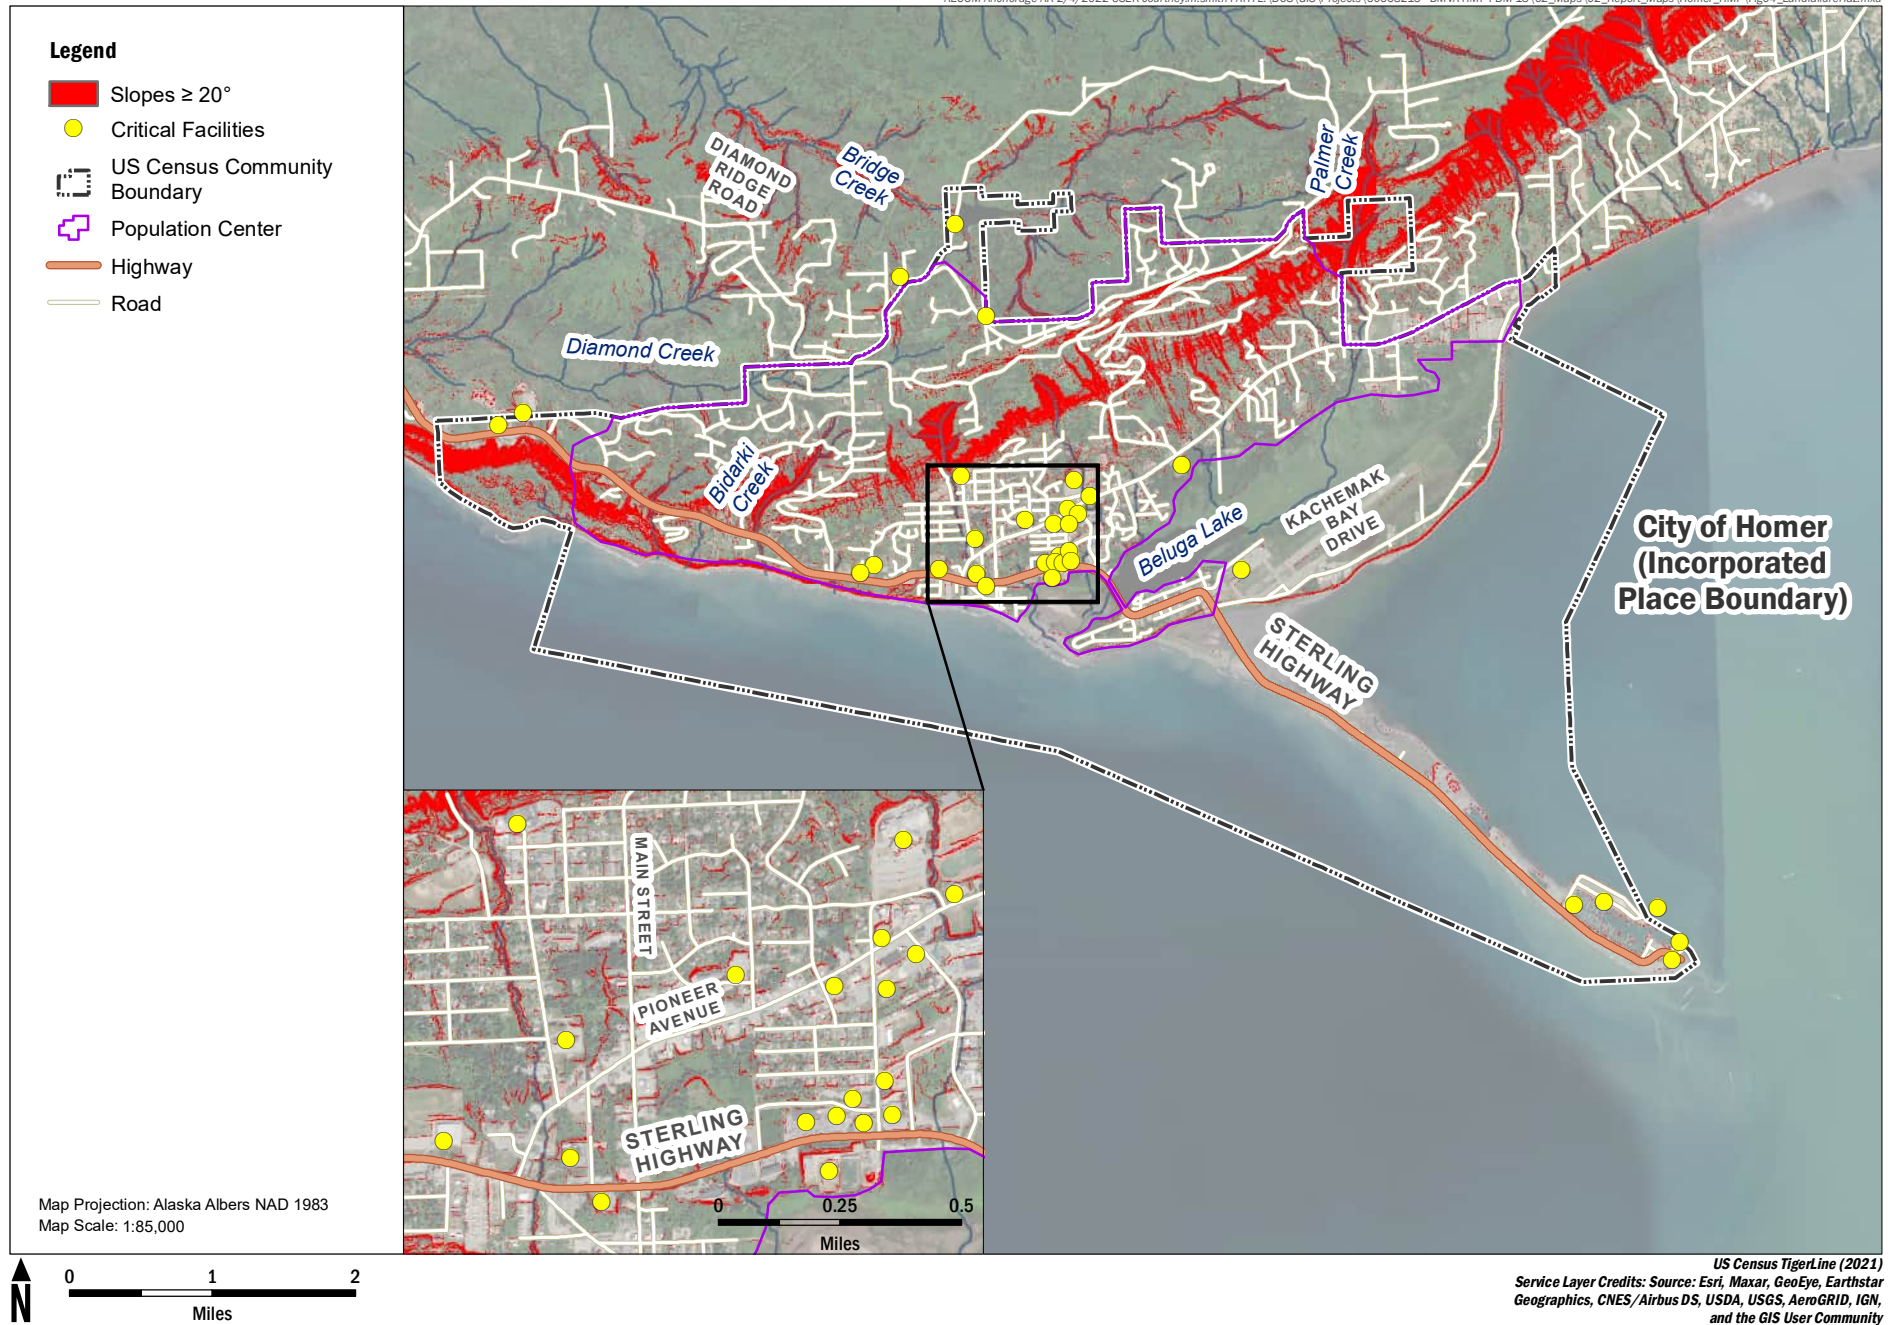 Legend
Slopes ≥ 20°
Critical Facilities
US Census Community
Boundary
Population Center
Highway
Road
Map Projection: Alaska Albers NAD 1983
Map Scale: 1:85,000
N
0 1 2
Miles
DIAMOND
RIDGE
ROAD
Bridge
Creek
Palmer
Creek
Diamond Creek
Bidarki
Creek
Beluga Lake
KACHEMAK
BAY
DRIVE
City of Homer
(Incorporated
Place Boundary)
STERLING
HIGHWAY
MAIN STREET
PIONEER
AVENUE
STERLING
HIGHWAY
0 0.25 0.5
Miles
US Census TigerLine (2021)
Service Layer Credits: Source: Esri, Maxar, GeoEye, Earthstar
Geographics, CNES/Airbus DS, USDA, USGS, AeroGRID, IGN,
and the GIS User Community